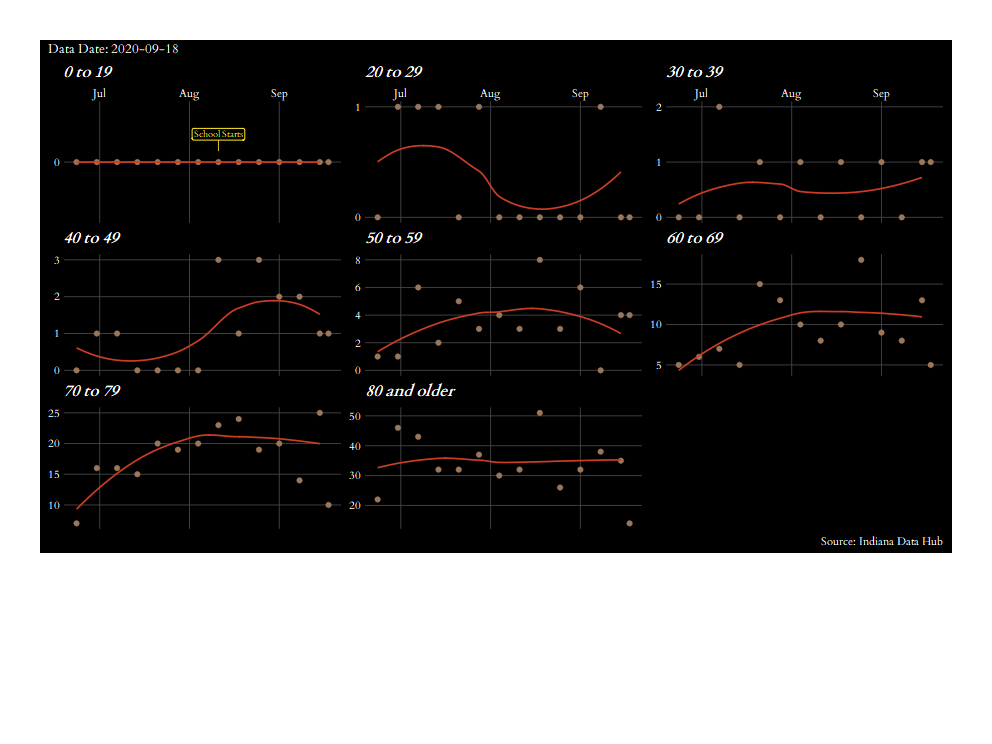 Data Date: 2020-09-18
0 to 19
20 to 29
30 to 39
Jul Aug Sep
Jul Aug Sep
Jul Aug Sep
School Starts
0
1
0
2
1
0
40 to 49
50 to 59
60 to 69
3
2
1
0
8
6
4
2
0
15
10
5
70 to 79
80 and older
25
20
15
10
50
40
30
20
Source: Indiana Data Hub